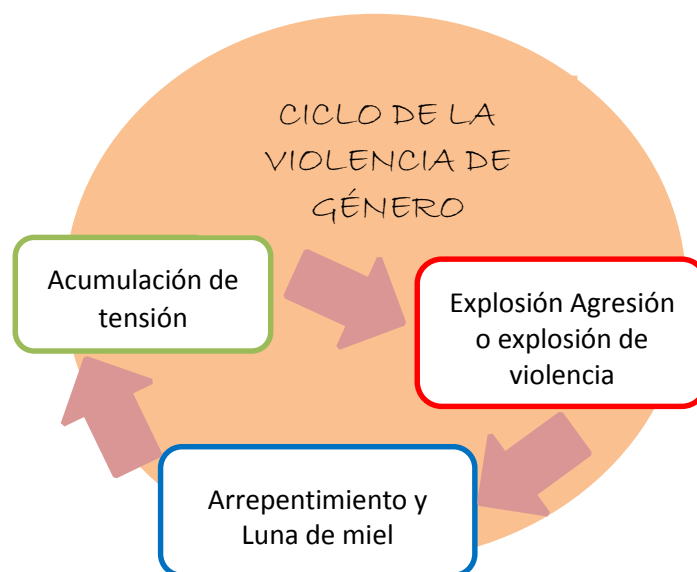 CICLO DE LA
VIOLENCIA DE
GÉNERO
Acumulación de
tensión
Explosión Agresión
o explosión de
violencia
Arrepentimiento y
Luna de miel